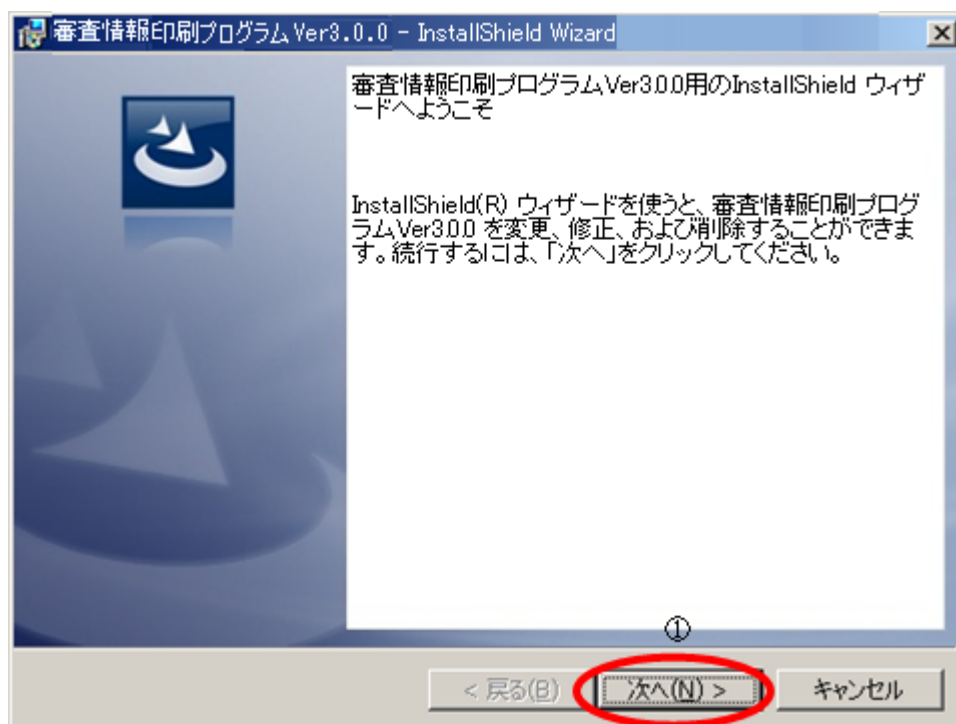 審査情報印刷プログラム Ver3.0.0 - InstallShield Wizard
審査情報印刷プログラムVer3.0.0用のInstallShield ウィザ
ードへようこそ
InstallShield(R) ウィザードを使うと、審査情報印刷プログ
ラムVer3.0.0 を変更、修正、および削除することができま
す。続行するには、「次へ」をクリックしてください。
①
< 戻る(B)
次へ(N) >
キャンセル